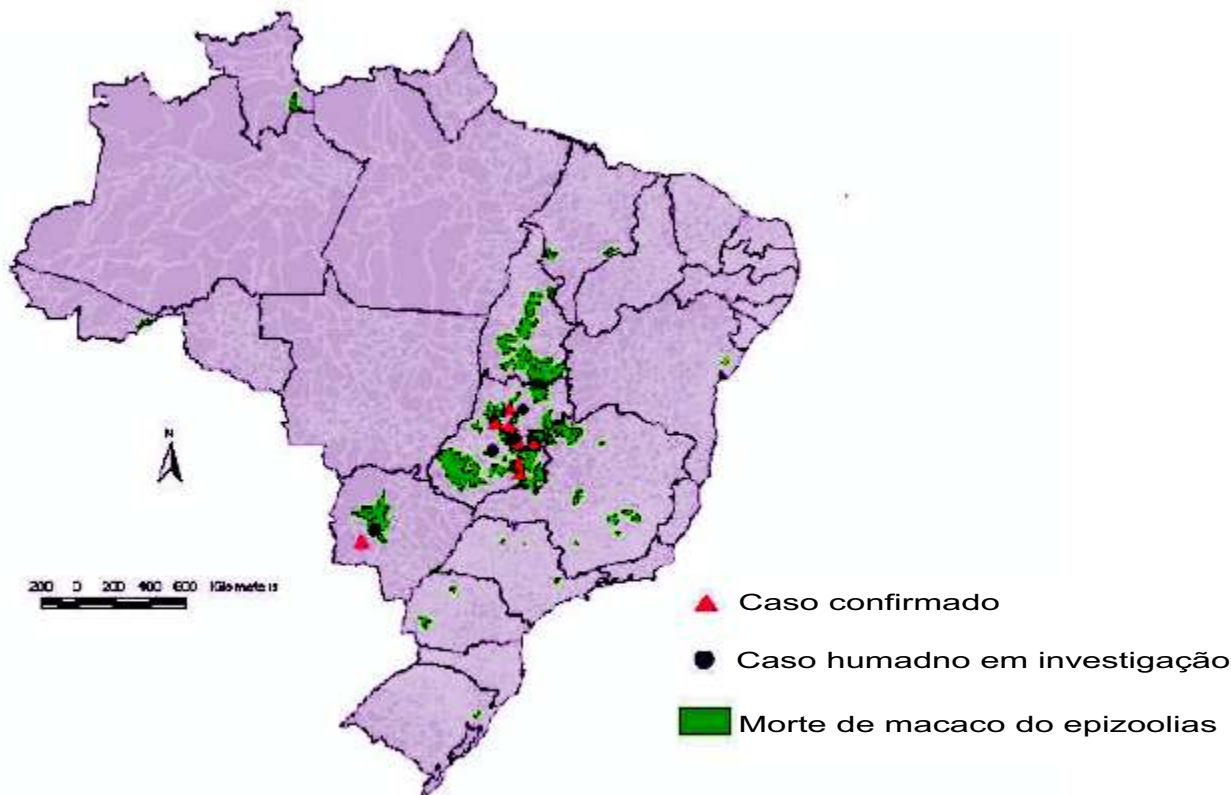 N
200 0 200 400 600 Kilometers
Caso confirmado
Caso humadno em investigação
Morte de macaco do epizoolias